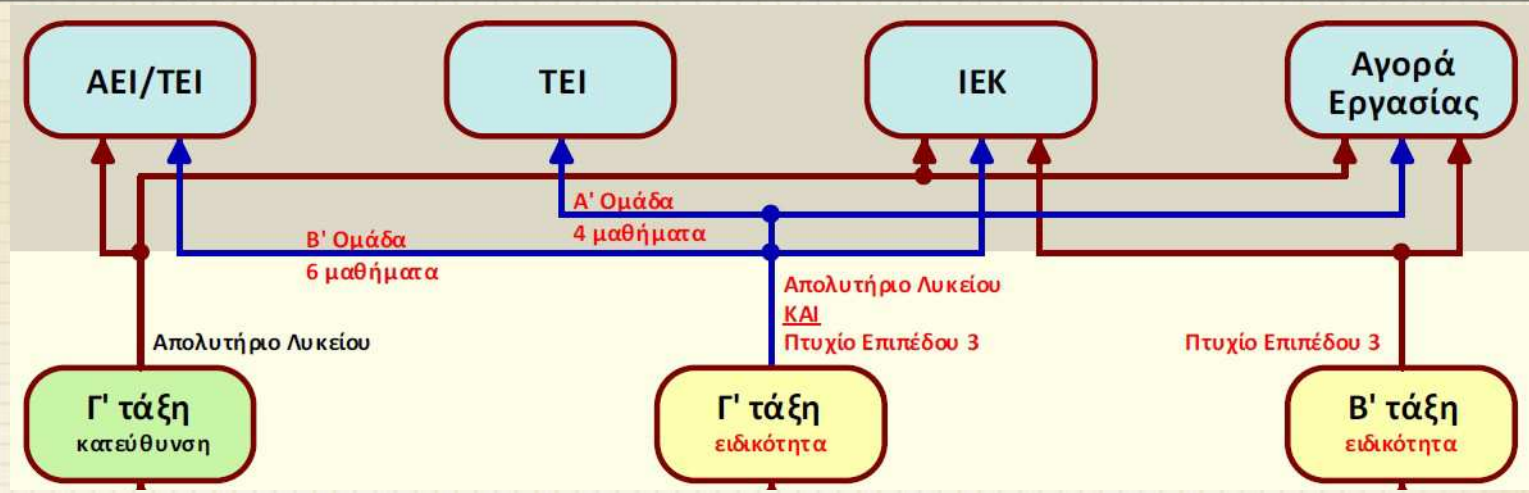 ΑΕΙ/ΤΕΙ
ΤΕΙ
ΙΕΚ
Αγορά
Εργασίας
Α' Ομάδα
4 μαθήματα
Β' Ομάδα
6 μαθήματα
Απολυτήριο Λυκείου
Απολυτήριο Λυκείου
ΚΑΙ
Πτυχίο Επιπέδου 3
Πτυχίο Επιπέδου 3
Γ' τάξη
κατεύθυνση
Γ' τάξη
ειδικότητα
Β' τάξη
ειδικότητα